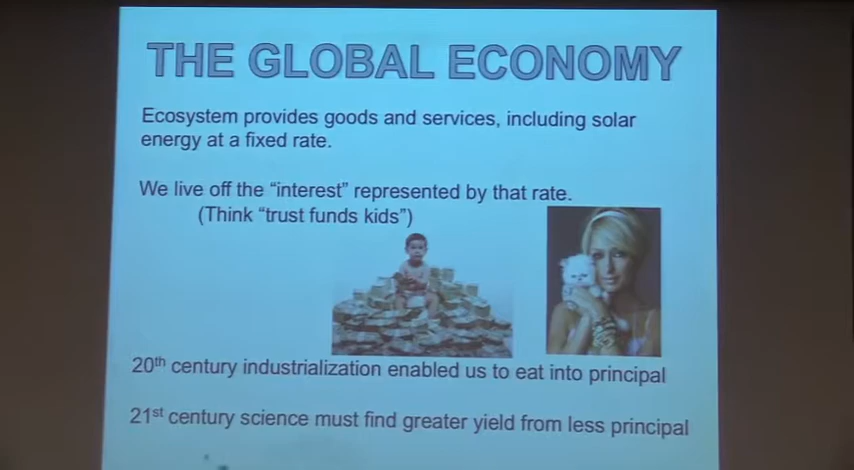 THE GLOBAL ECONOMY
Ecosystem provides goods and services, including solar
energy at a fixed rate.
We live off the “interest” represented by that rate.
(Think “trust funds kids”)
20th century industrialization enabled us to eat into principal
21st century science must find greater yield from less principal